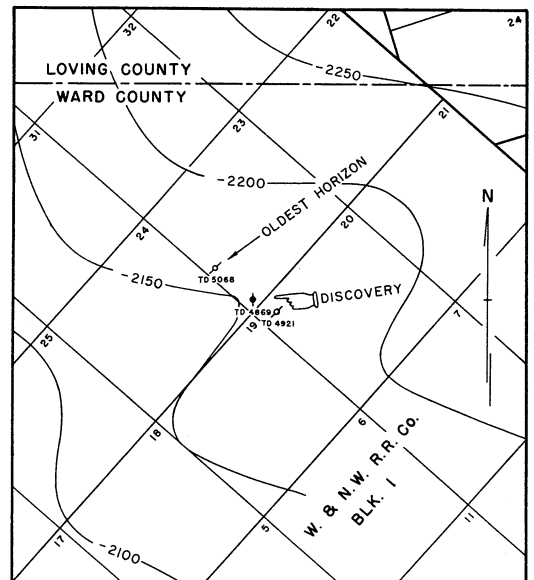 32
22
24
LOVING COUNTY
-2250
WARD COUNTY
21
31
23
-2200
OLDEST HORIZON
N
24
20
TD 5068
-2150
DISCOVERY
TD 4869
TD 4921
19
7
25
18
6
W. & N.W. R.R. Co.
BLK. 1
5
11
17
-2100